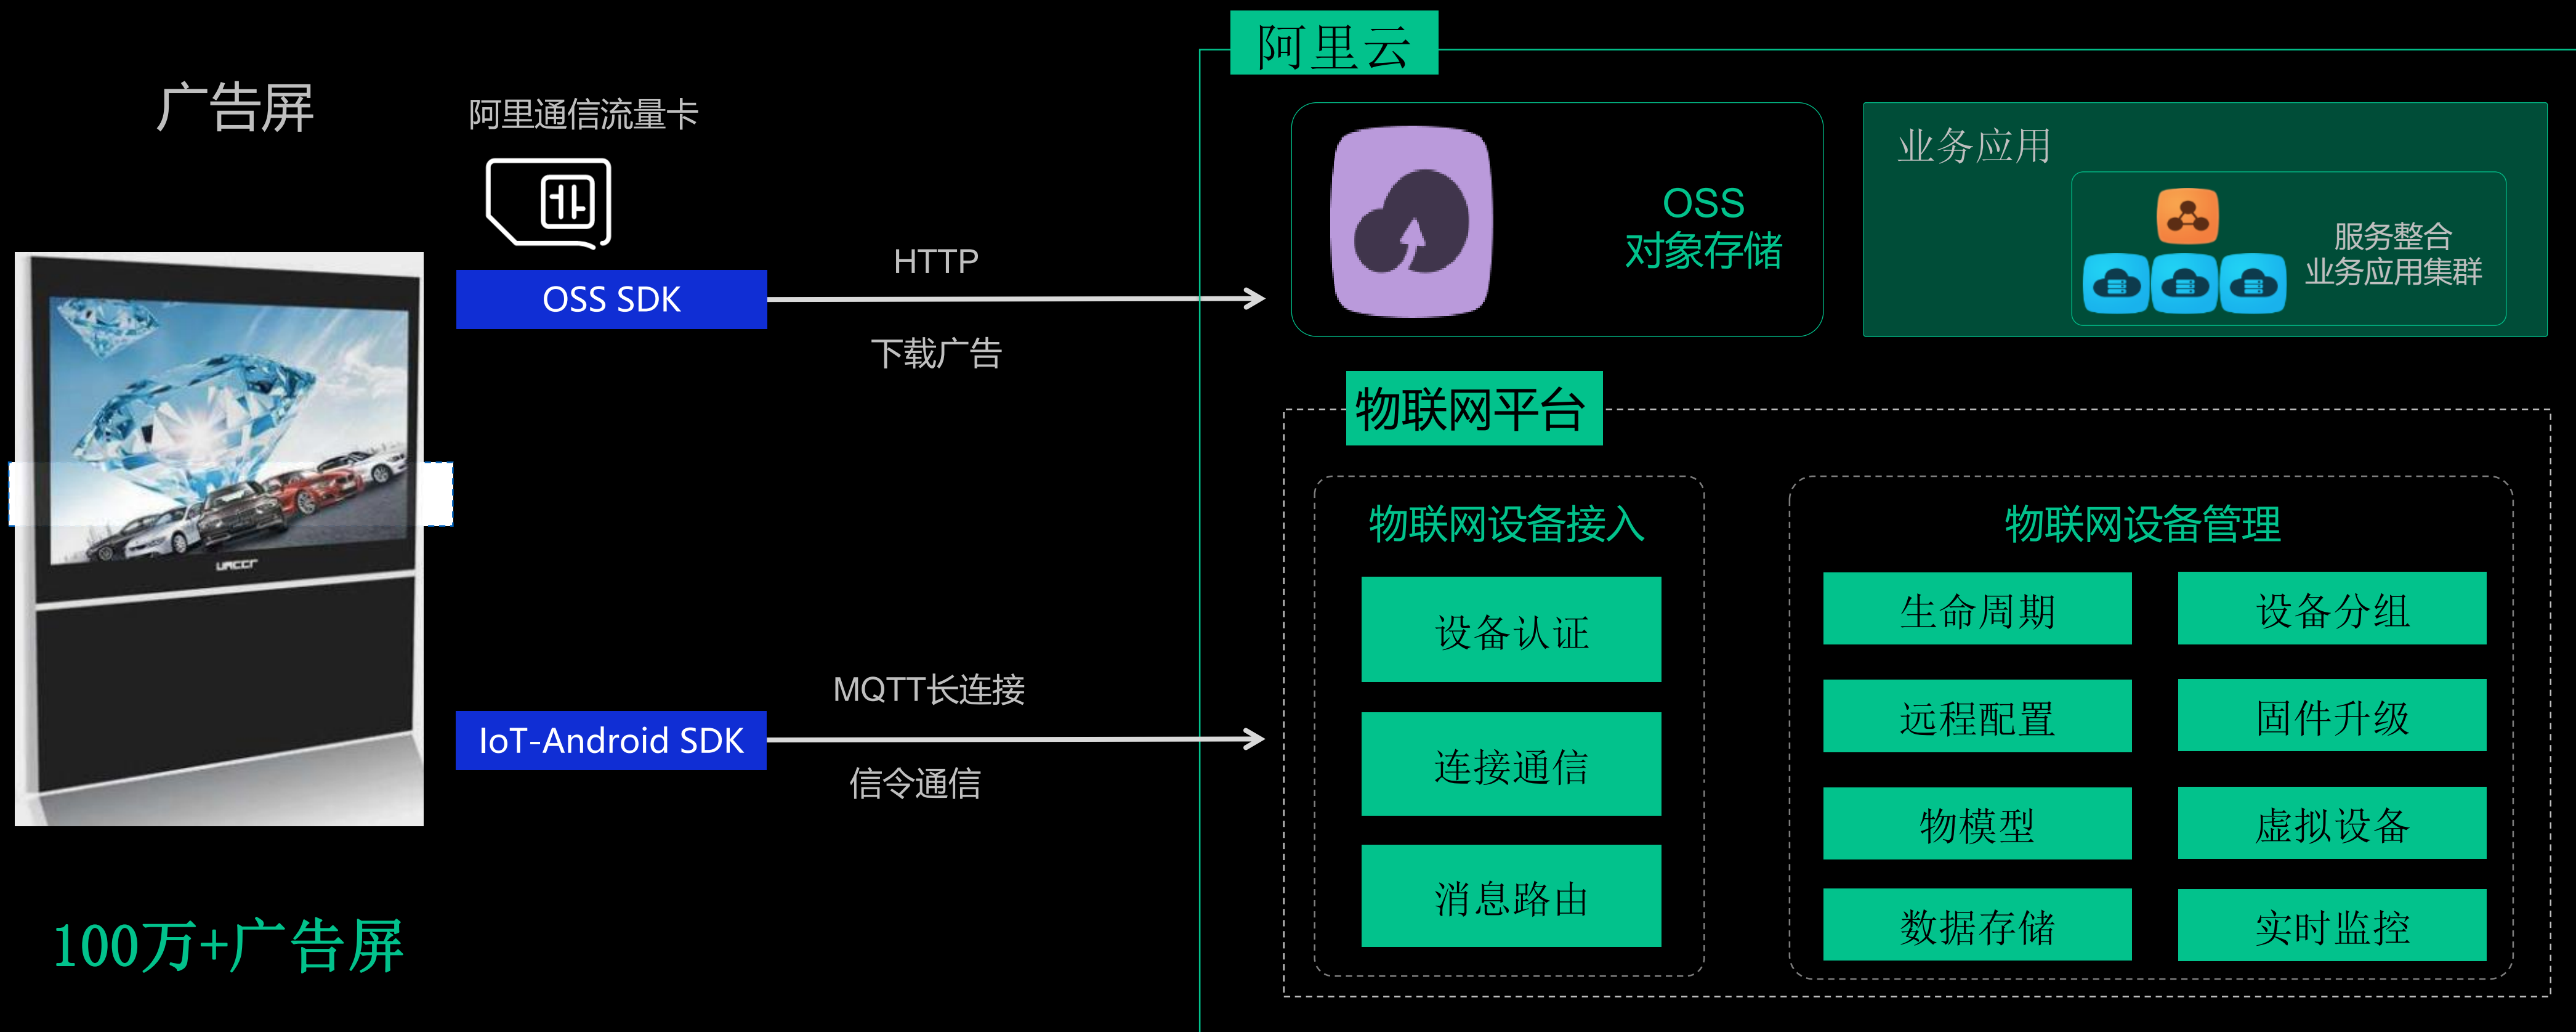 阿里云
广告屏
阿里通信流量卡
OSS SDK
HTTP
下载广告
OSS
对象存储
业务应用
服务整合
业务应用集群
物联网平台
物联网设备接入
设备认证
连接通信
消息路由
物联网设备管理
生命周期
设备分组
远程配置
固件升级
物模型
虚拟设备
数据存储
实时监控
IoT-Android SDK
MQTT长连接
信令通信
100万+广告屏